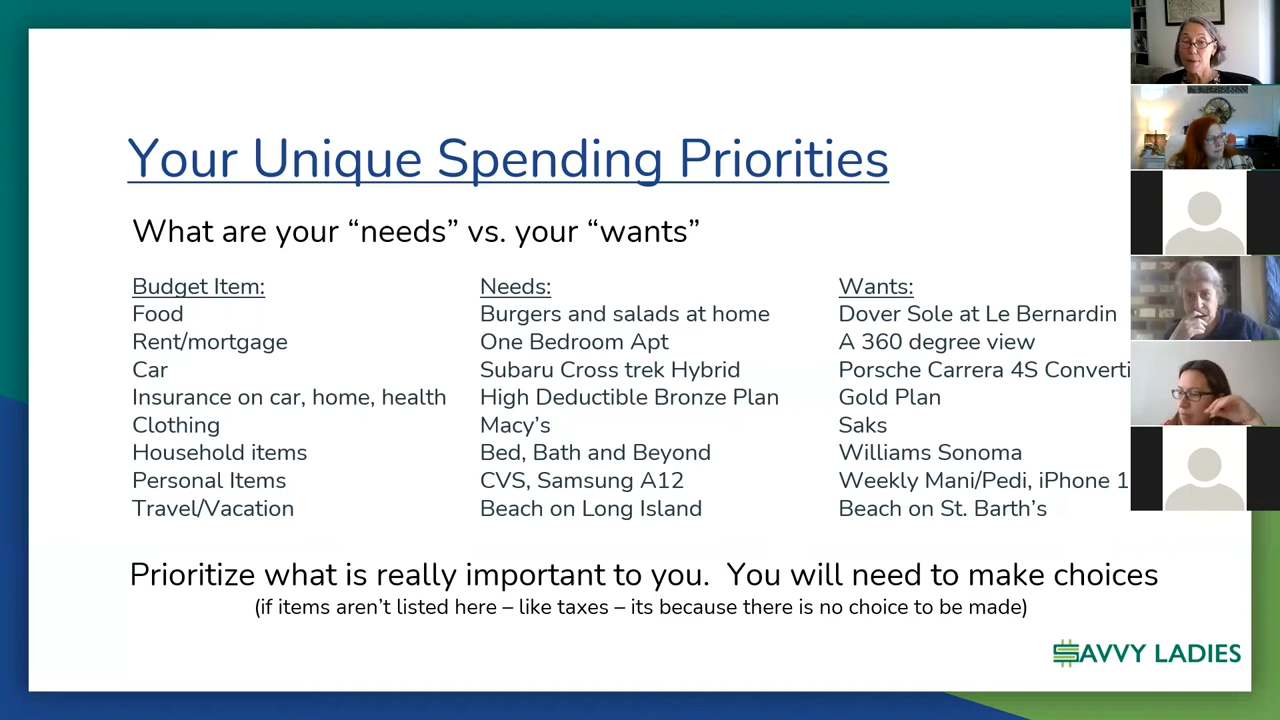 Your Unique Spending Priorities
What are your “needs” vs. your “wants”
Budget Item: Needs: Wants:
Food Burgers and salads at home Dover Sole at Le Bernardin
Rent/mortgage One Bedroom Apt A 360 degree view
Car Subaru Cross trek Hybrid Porsche Carrera 4S Converti
Insurance on car, home, health High Deductible Bronze Plan Gold Plan
Clothing Macy’s Saks
Household items Bed, Bath and Beyond Williams Sonoma
Personal Items CVS, Samsung A12 Weekly Mani/Pedi, iPhone 1
Travel/Vacation Beach on Long Island Beach on St. Barth’s
Prioritize what is really important to you. You will need to make choices
(if items aren’t listed here – like taxes – its because there is no choice to be made)
SAVVY LADIES